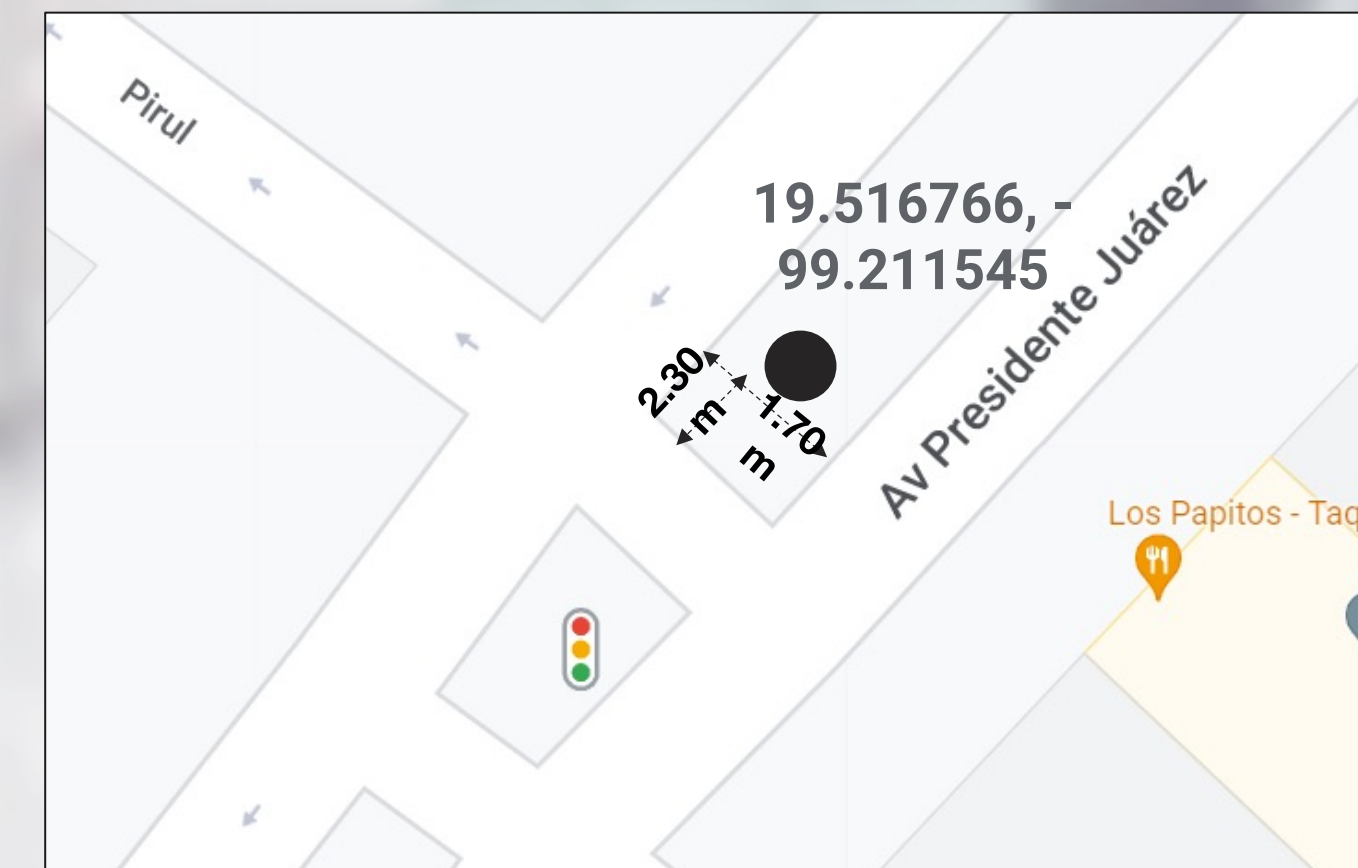 Pirul
19.516766, -
99.211545
Av Presidente Juárez
2.30
m
1.70
m
Los Papitos - Taq